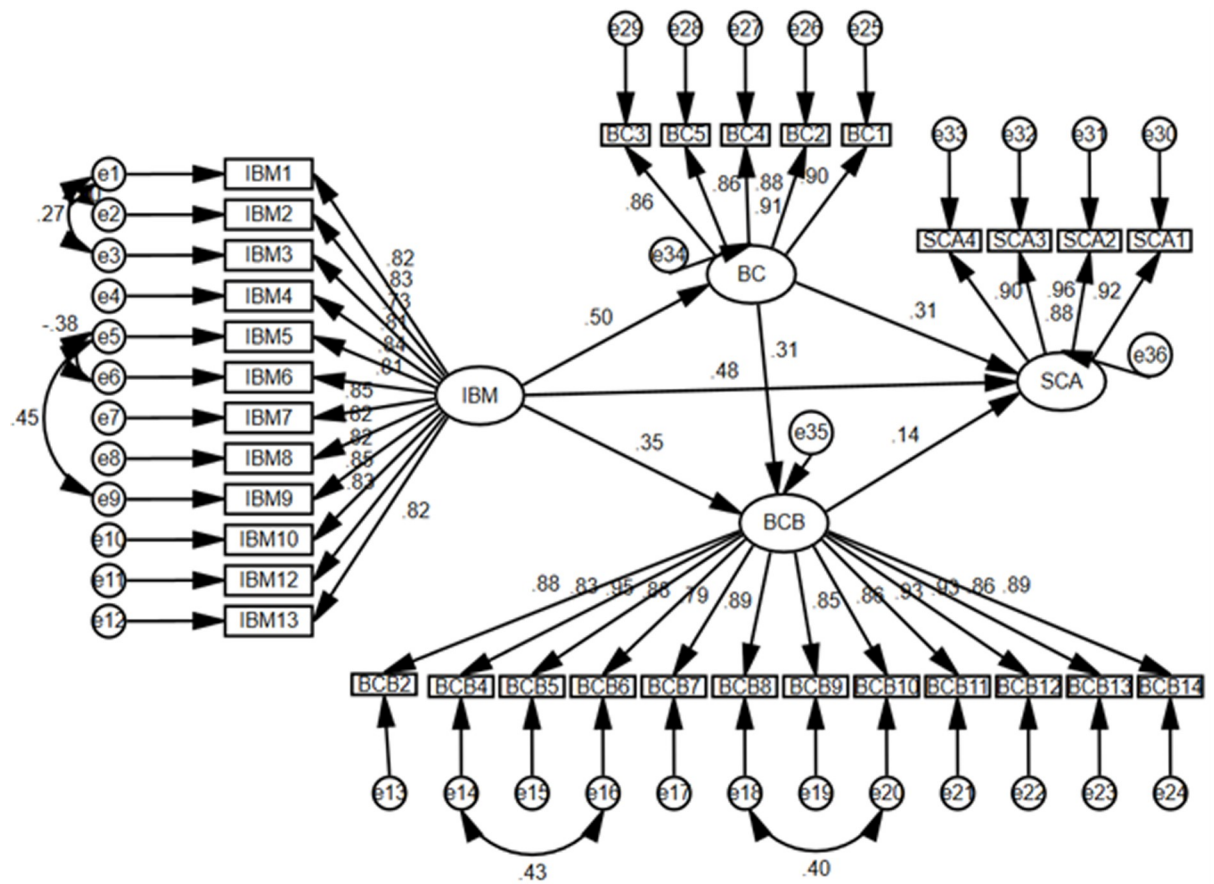 e29 e28 e27 e26 e25
BC3 BC5 BC4 BC2 BC1
e33 e32 e31 e30
.86 .86 .88 .90
.91
SCA4 SCA3 SCA2 SCA1
.90 .96 .92
.88
e1 IBM1
.27 e2 IBM2
e3 IBM3
e4 IBM4
-.38 e5 IBM5
e6 IBM6
.45 e7 IBM7
e8 IBM8
e9 IBM9
e10 IBM10
e11 IBM12
e12 IBM13
.82
.83
.73
.81
.84
.81
.85
.82
.82
.85
.83
.82
IBM
e34 BC
.50 .31 .31
.48
e36
SCA
.35 e35 .14
BCB
.88 .83 .95 .88 .79 .89 .85 .86 .93 .93 .86 .89
BCB2 BCB4 BCB5 BCB6 BCB7 BCB8 BCB9 BCB10 BCB11 BCB12 BCB13 BCB14
e13 e14 e15 e16 e17 e18 e19 e20 e21 e22 e23 e24
.43 .40